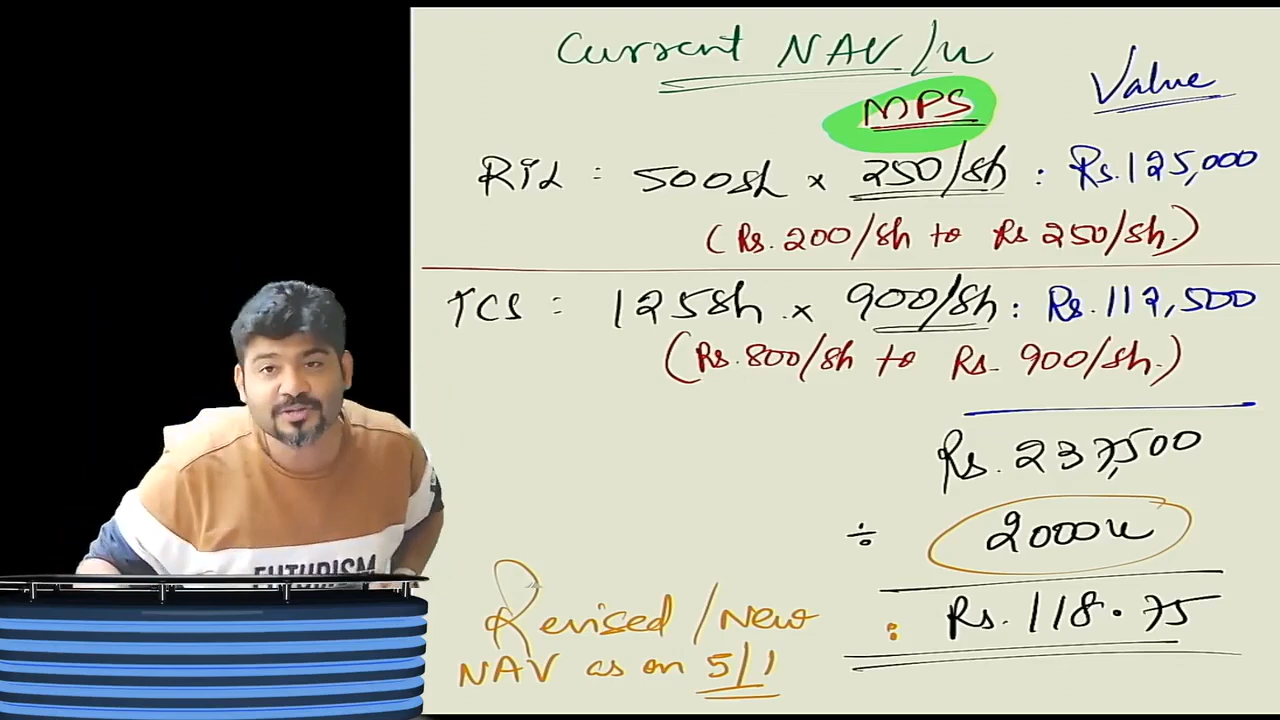 Current NAV/u
MPS
Value
RIL : 500sh × 250/sh : Rs.125,000
(Rs.200/sh to Rs 250/sh.)
TCS = 125sh × 900/sh : Rs.112,500
(Rs.800/sh to Rs. 900/sh.)
Rs.237,500
÷ 2000u
Revised/New : Rs.118.75
NAV as on 5/1
FUTURISM